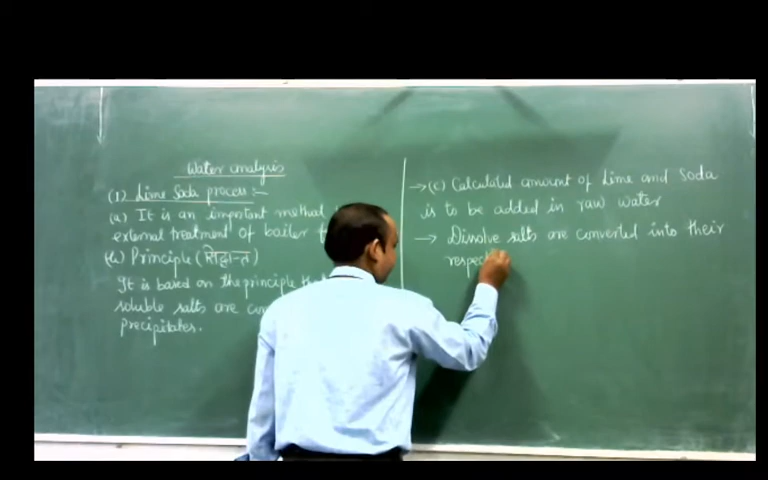 Water analysis
(1) Lime Soda process :-
(a) It is an important method
external treatment of boiler
(b) Principle (सिद्धान्त)
It is based on the principle
soluble salts are
precipitates.
→ (c) Calculated amount of Lime and Soda
is to be added in raw water
→ Dissolve salts are converted into their
respec